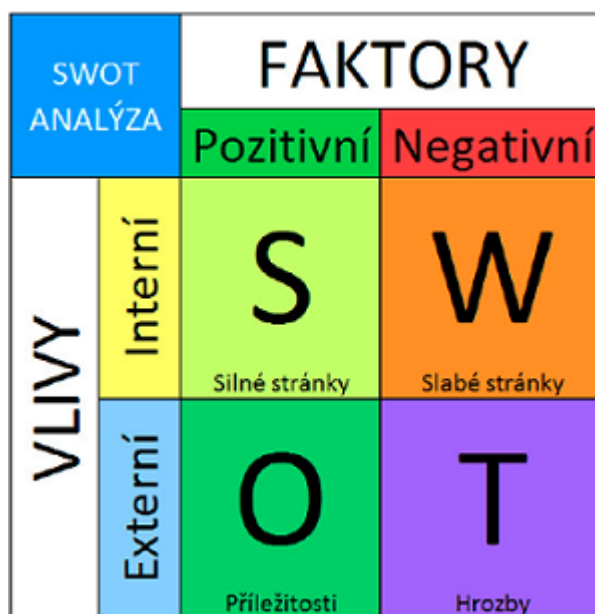 SWOT
ANALÝZA
FAKTORY
Pozitivní
Negativní
VLIVY
Interní
S
Silné stránky
W
Slabé stránky
Externí
O
Příležitosti
T
Hrozby